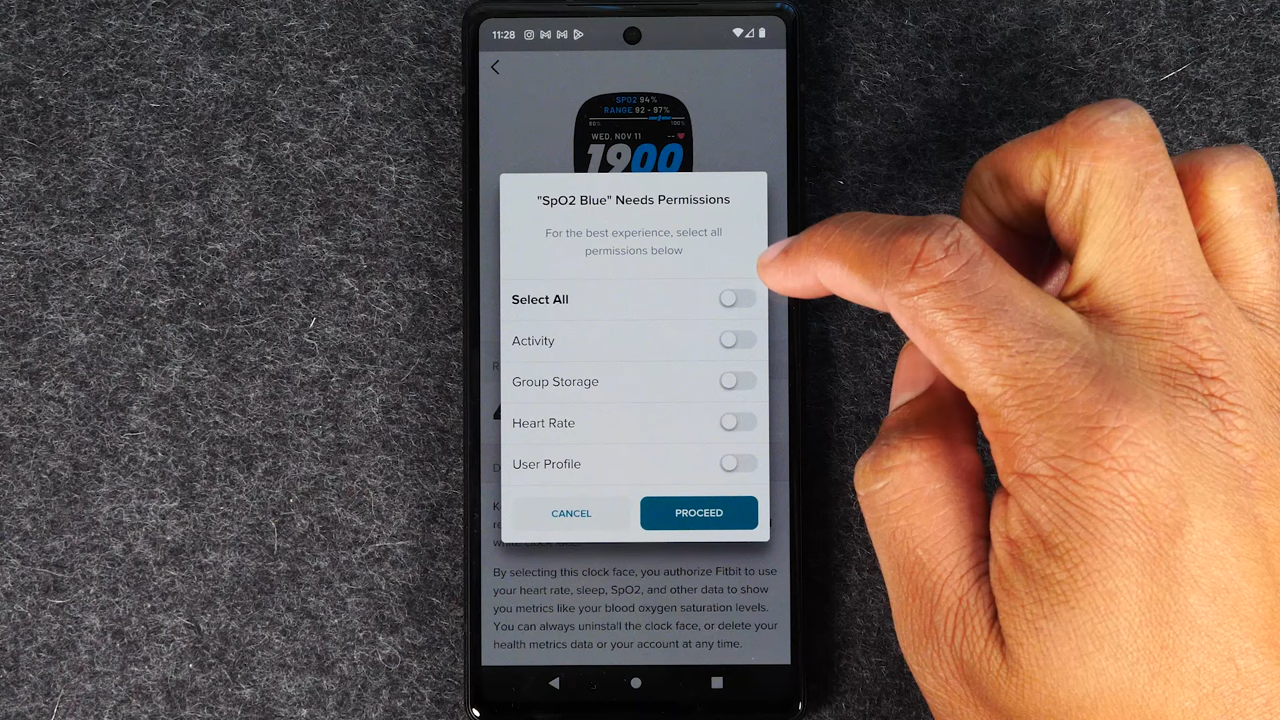 11:28
SPO2 94%
RANGE 92 - 97%
80% 100%
WED, NOV 11 --
1900
"SpO2 Blue" Needs Permissions
For the best experience, select all
permissions below
Select All
Activity
Group Storage
Heart Rate
User Profile
CANCEL PROCEED
By selecting this clock face, you authorize Fitbit to use
your heart rate, sleep, SpO2, and other data to show
you metrics like your blood oxygen saturation levels.
You can always uninstall the clock face, or delete your
health metrics data or your account at any time.